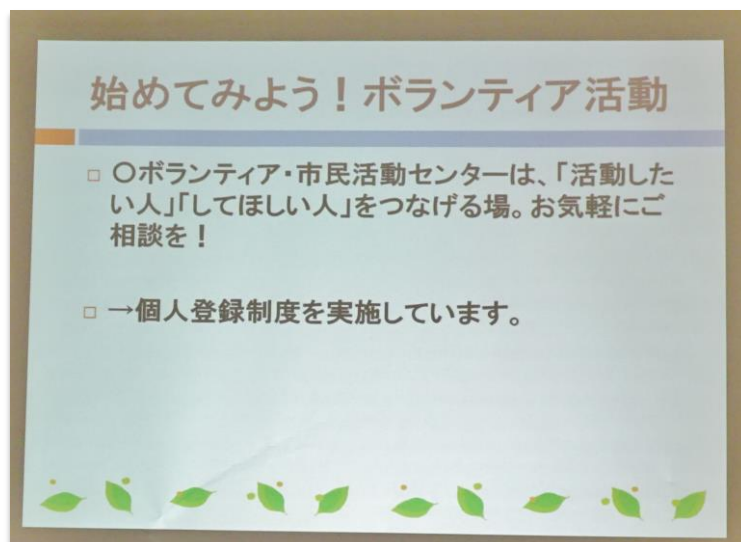 始めてみよう！ボランティア活動
□ 〇ボランティア・市民活動センターは、「活動した
い人」「してほしい人」をつなげる場。お気軽にご
相談を！
□ →個人登録制度を実施しています。